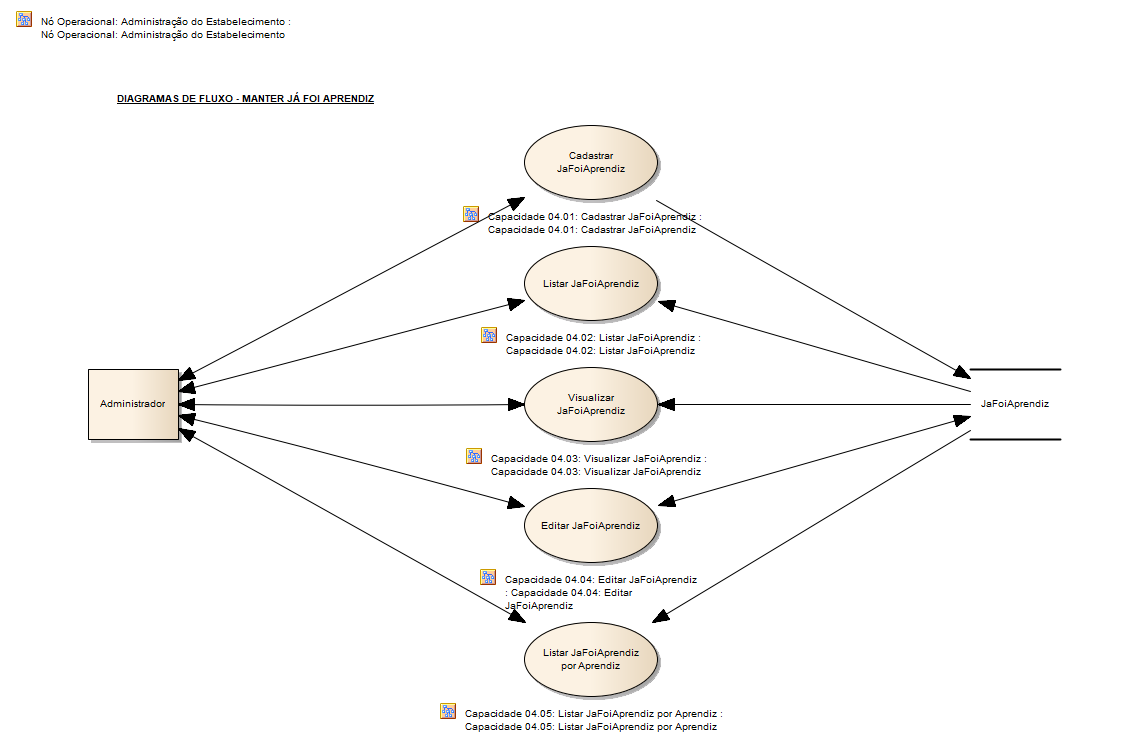 Nó Operacional: Administração do Estabelecimento :
Nó Operacional: Administração do Estabelecimento
DIAGRAMAS DE FLUXO - MANTER JÁ FOI APRENDIZ
Cadastrar
JaFoiAprendiz
Capacidade 04.01: Cadastrar JaFoiAprendiz :
Capacidade 04.01: Cadastrar JaFoiAprendiz
Listar JaFoiAprendiz
Capacidade 04.02: Listar JaFoiAprendiz :
Capacidade 04.02: Listar JaFoiAprendiz
Administrador
Visualizar
JaFoiAprendiz
JaFoiAprendiz
Capacidade 04.03: Visualizar JaFoiAprendiz :
Capacidade 04.03: Visualizar JaFoiAprendiz
Editar JaFoiAprendiz
Capacidade 04.04: Editar JaFoiAprendiz
: Capacidade 04.04: Editar
JaFoiAprendiz
Listar JaFoiAprendiz
por Aprendiz
Capacidade 04.05: Listar JaFoiAprendiz por Aprendiz :
Capacidade 04.05: Listar JaFoiAprendiz por Aprendiz